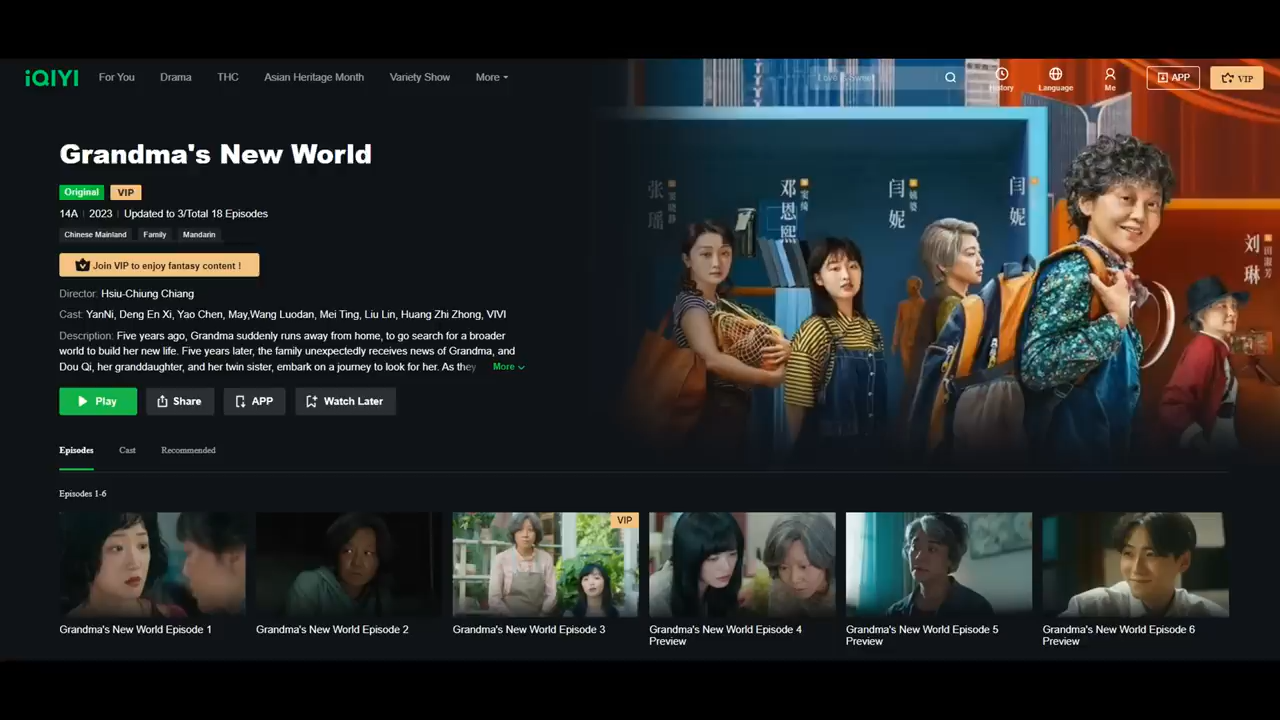 iQIYI
For You
Drama
THC
Asian Heritage Month
Variety Show
More
History
Language
Me
APP
VIP
Grandma's New World
Original
VIP
14A
2023
Updated to 3/Total 18 Episodes
Chinese Mainland
Family
Mandarin
Join VIP to enjoy fantasy content !
Director: Hsiu-Chiung Chiang
Cast: YanNi, Deng En Xi, Yao Chen, May,Wang Luodan, Mei Ting, Liu Lin, Huang Zhi Zhong, VIVI
Description: Five years ago, Grandma suddenly runs away from home, to go search for a broader
world to build her new life. Five years later, the family unexpectedly receives news of Grandma, and
Dou Qi, her granddaughter, and her twin sister, embark on a journey to look for her. As they
More
Play
Share
APP
Watch Later
张瑶
邓恩熙
闫妮
闫妮
刘琳
Episodes
Cast
Recommended
Episodes 1-6
VIP
Grandma's New World Episode 1
Grandma's New World Episode 2
Grandma's New World Episode 3
Grandma's New World Episode 4
Preview
Grandma's New World Episode 5
Preview
Grandma's New World Episode 6
Preview